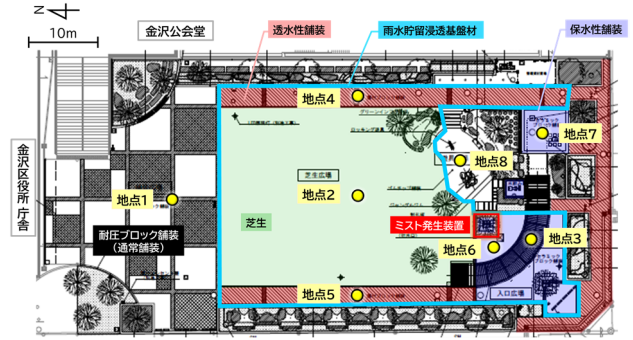 N
10m
金沢公会堂
透水性舗装
雨水貯留浸透基盤材
保水性舗装
地点4
地点7
地点8
芝生広場
地点1
地点2
金沢区役所 庁舎
耐圧ブロック舗装
(通常舗装)
芝生
ミスト発生装置
地点6
地点3
地点5
入口広場